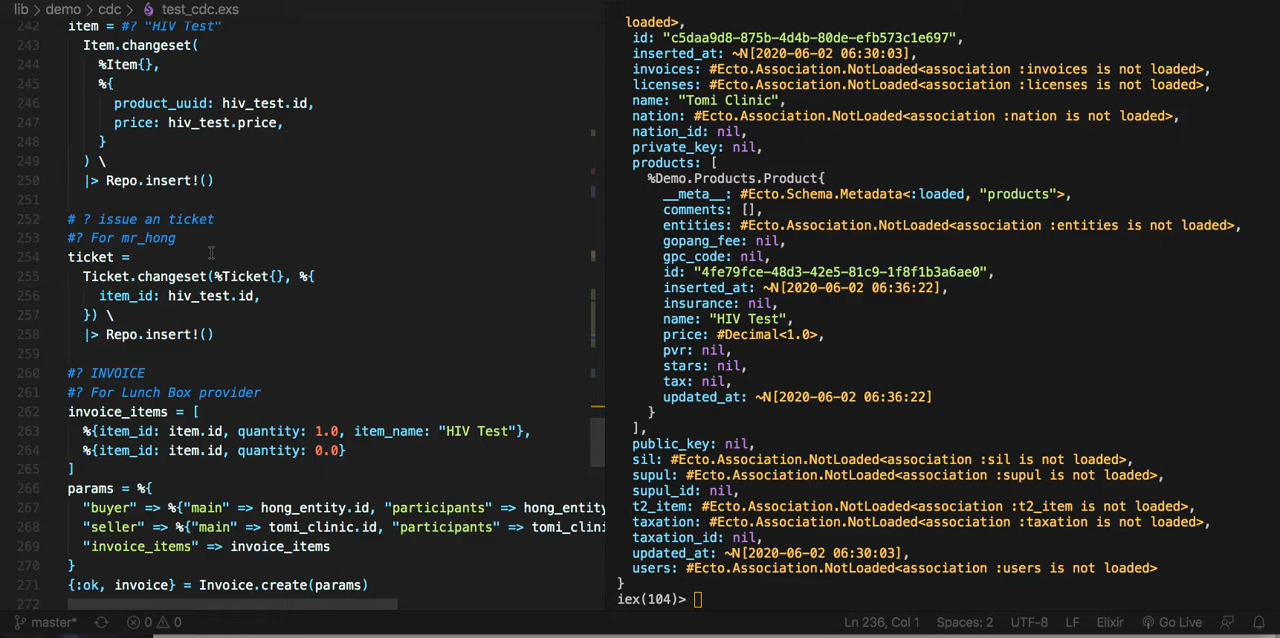 lib > demo > cdc > test_cdc.exs
242 item = #? "HIV Test"
243 Item.changeset(
244 %Item{},
245 %{
246 product_uuid: hiv_test.id,
247 price: hiv_test.price,
248 }
249 ) \
250 |> Repo.insert!()
251
252 # ? issue an ticket
253 #? For mr_hong
254 ticket =
255 Ticket.changeset(%Ticket{}, %{
256 item_id: hiv_test.id,
257 }) \
258 |> Repo.insert!()
259
260 #? INVOICE
261 #? For Lunch Box provider
262 invoice_items = [
263 %{item_id: item.id, quantity: 1.0, item_name: "HIV Test"},
264 %{item_id: item.id, quantity: 0.0}
265 ]
266 params = %{
267 "buyer" => %{"main" => hong_entity.id, "participants" => hong_entity
268 "seller" => %{"main" => tomi_clinic.id, "participants" => tomi_clini
269 "invoice_items" => invoice_items
270 }
271 {:ok, invoice} = Invoice.create(params)
272
loaded>,
id: "c5daa9d8-875b-4d4b-80de-efb573c1e697",
inserted_at: ~N[2020-06-02 06:30:03],
invoices: #Ecto.Association.NotLoaded<association :invoices is not loaded>,
licenses: #Ecto.Association.NotLoaded<association :licenses is not loaded>,
name: "Tomi Clinic",
nation: #Ecto.Association.NotLoaded<association :nation is not loaded>,
nation_id: nil,
private_key: nil,
products: [
%Demo.Products.Product{
__meta__: #Ecto.Schema.Metadata<:loaded, "products">,
comments: [],
entities: #Ecto.Association.NotLoaded<association :entities is not loaded>,
gopang_fee: nil,
gpc_code: nil,
id: "4fe79fce-48d3-42e5-81c9-1f8f1b3a6ae0",
inserted_at: ~N[2020-06-02 06:36:22],
insurance: nil,
name: "HIV Test",
price: #Decimal<1.0>,
pvr: nil,
stars: nil,
tax: nil,
updated_at: ~N[2020-06-02 06:36:22]
}
],
public_key: nil,
sil: #Ecto.Association.NotLoaded<association :sil is not loaded>,
supul: #Ecto.Association.NotLoaded<association :supul is not loaded>,
supul_id: nil,
t2_item: #Ecto.Association.NotLoaded<association :t2_item is not loaded>,
taxation: #Ecto.Association.NotLoaded<association :taxation is not loaded>,
taxation_id: nil,
updated_at: ~N[2020-06-02 06:30:03],
users: #Ecto.Association.NotLoaded<association :users is not loaded>
}
iex(104)>
master* 0 0 Ln 236, Col 1 Spaces: 2 UTF-8 LF Elixir Go Live